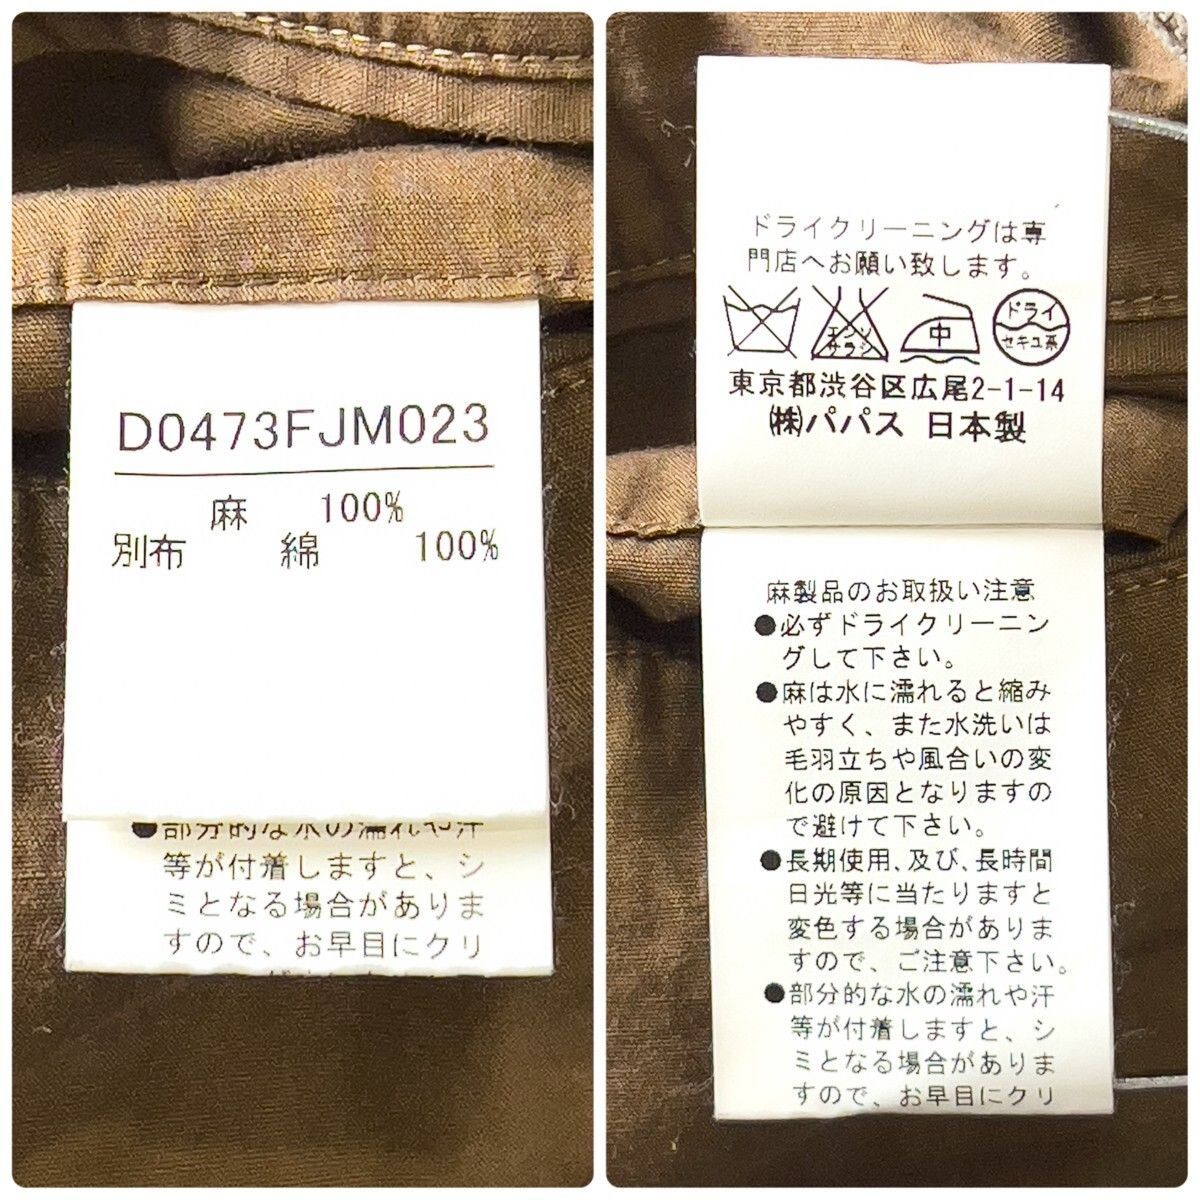 D0473FJM023
麻 100%
別布 綿 100%
●部分的な水の濡れや汗
等が付着しますと、シ
ミとなる場合がありま
すので、お早目にクリ
ドライクリーニングは専
門店へお願い致します。
エンソ
サラシ
中
ドライ
セキユ系
東京都渋谷区広尾2-1-14
㈱パパス 日本製
麻製品のお取扱い注意
●必ずドライクリーニン
グして下さい。
●麻は水に濡れると縮み
やすく、また水洗いは
毛羽立ちや風合いの変
化の原因となりますの
で避けて下さい。
●長期使用、及び、長時間
日光等に当たりますと
変色する場合がありま
すので、ご注意下さい。
●部分的な水の濡れや汗
等が付着しますと、シ
ミとなる場合がありま
すので、お早目にクリ